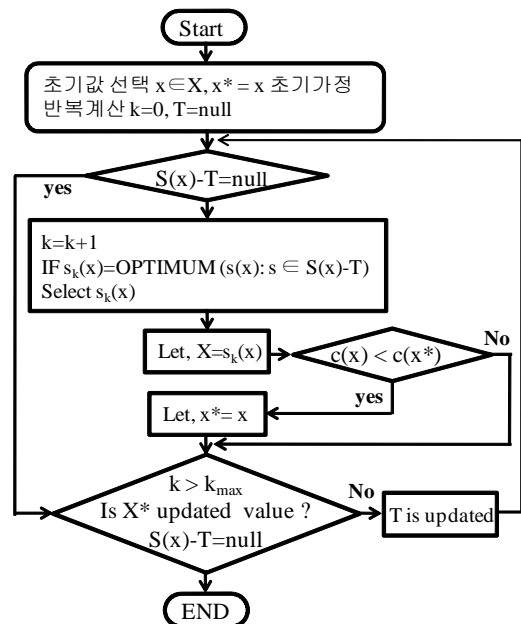 Start
초기값 선택 x∈X, x* = x 초기가정
반복계산 k=0, T=null
S(x)-T=null
yes
k=k+1
IF sk(x)=OPTIMUM (s(x): s ∈ S(x)-T)
Select sk(x)
Let, X=sk(x)
c(x) < c(x*)
No
yes
Let, x*= x
k > kmax
Is X* updated value ?
S(x)-T=null
No
T is updated
END